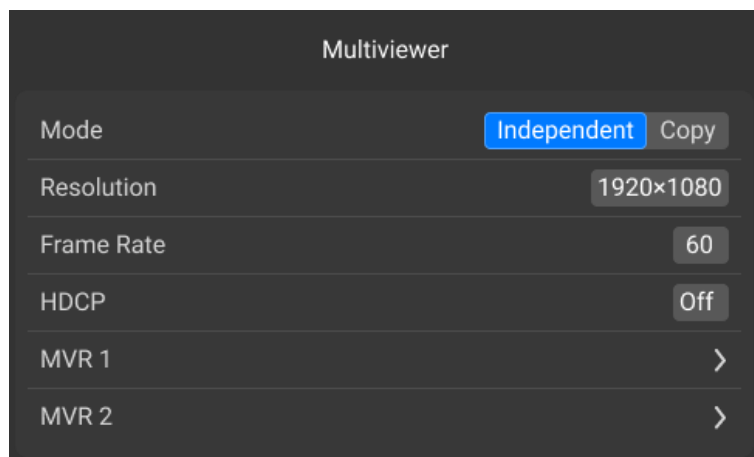 Multiviewer
Mode Independent Copy
Resolution 1920×1080
Frame Rate 60
HDCP Off
MVR 1
MVR 2